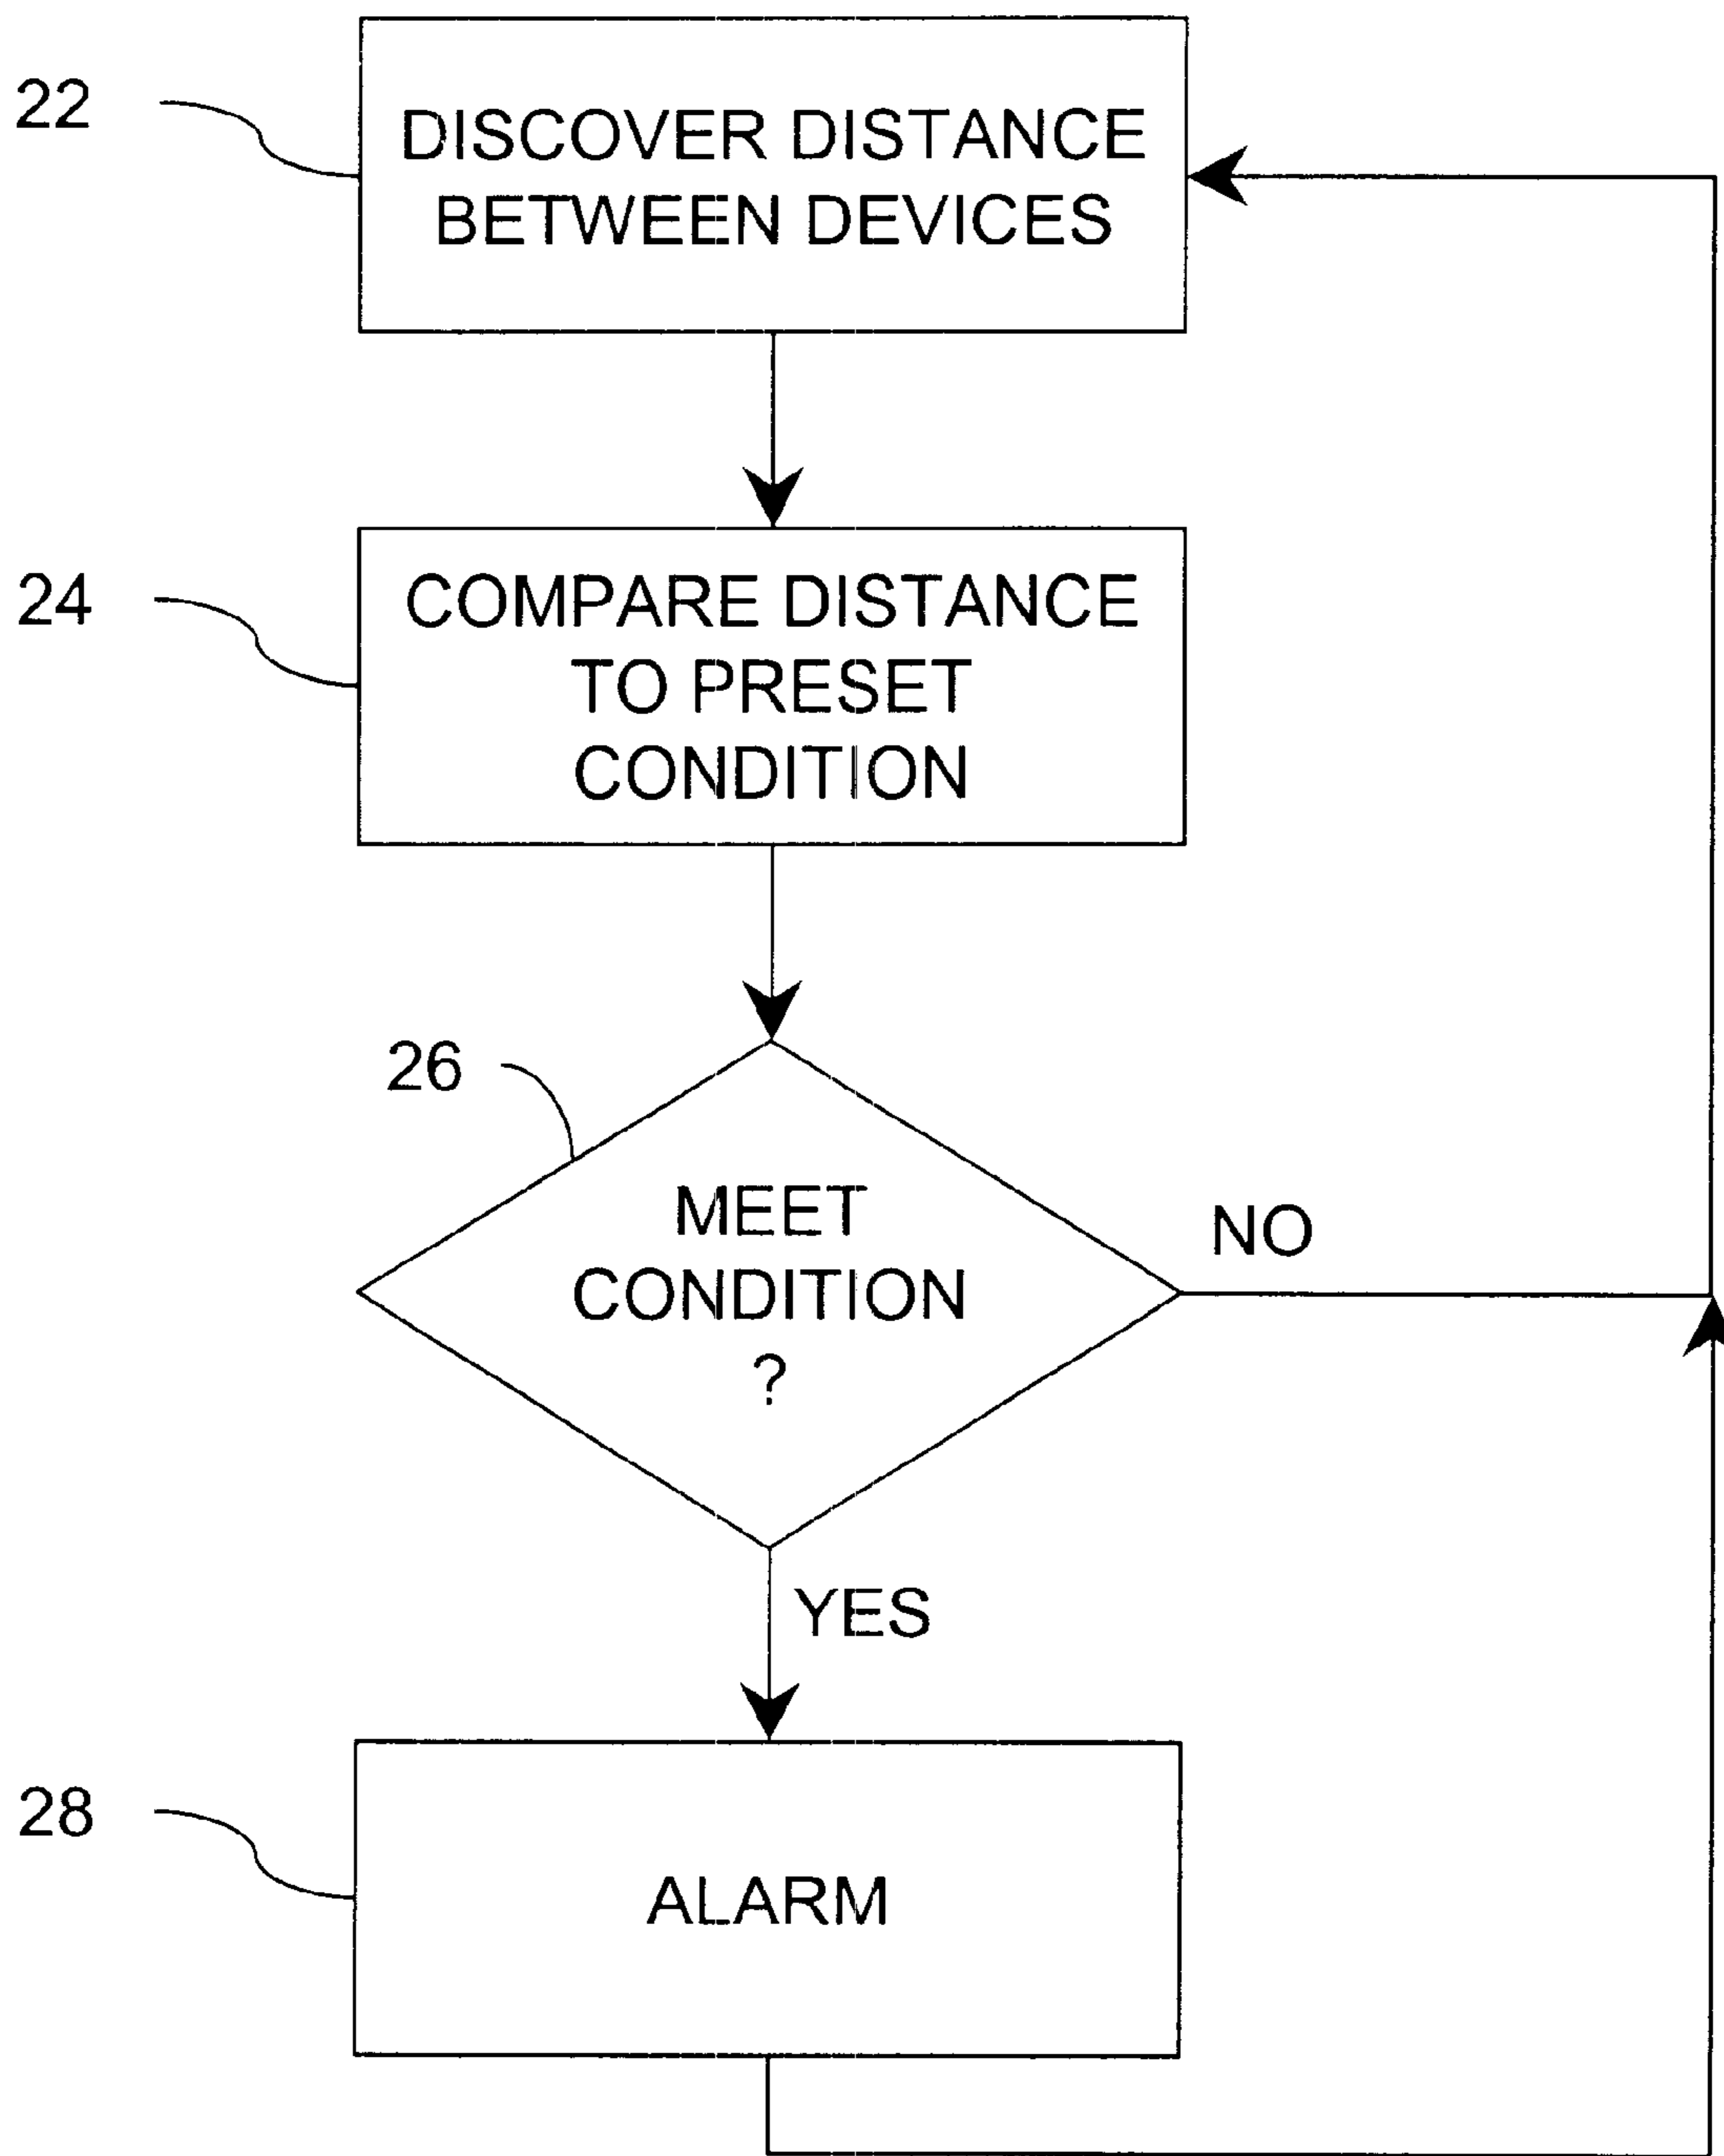 22
DISCOVER DISTANCE
BETWEEN DEVICES
24
COMPARE DISTANCE
TO PRESET
CONDITION
26
MEET
CONDITION
?
NO
YES
28
ALARM